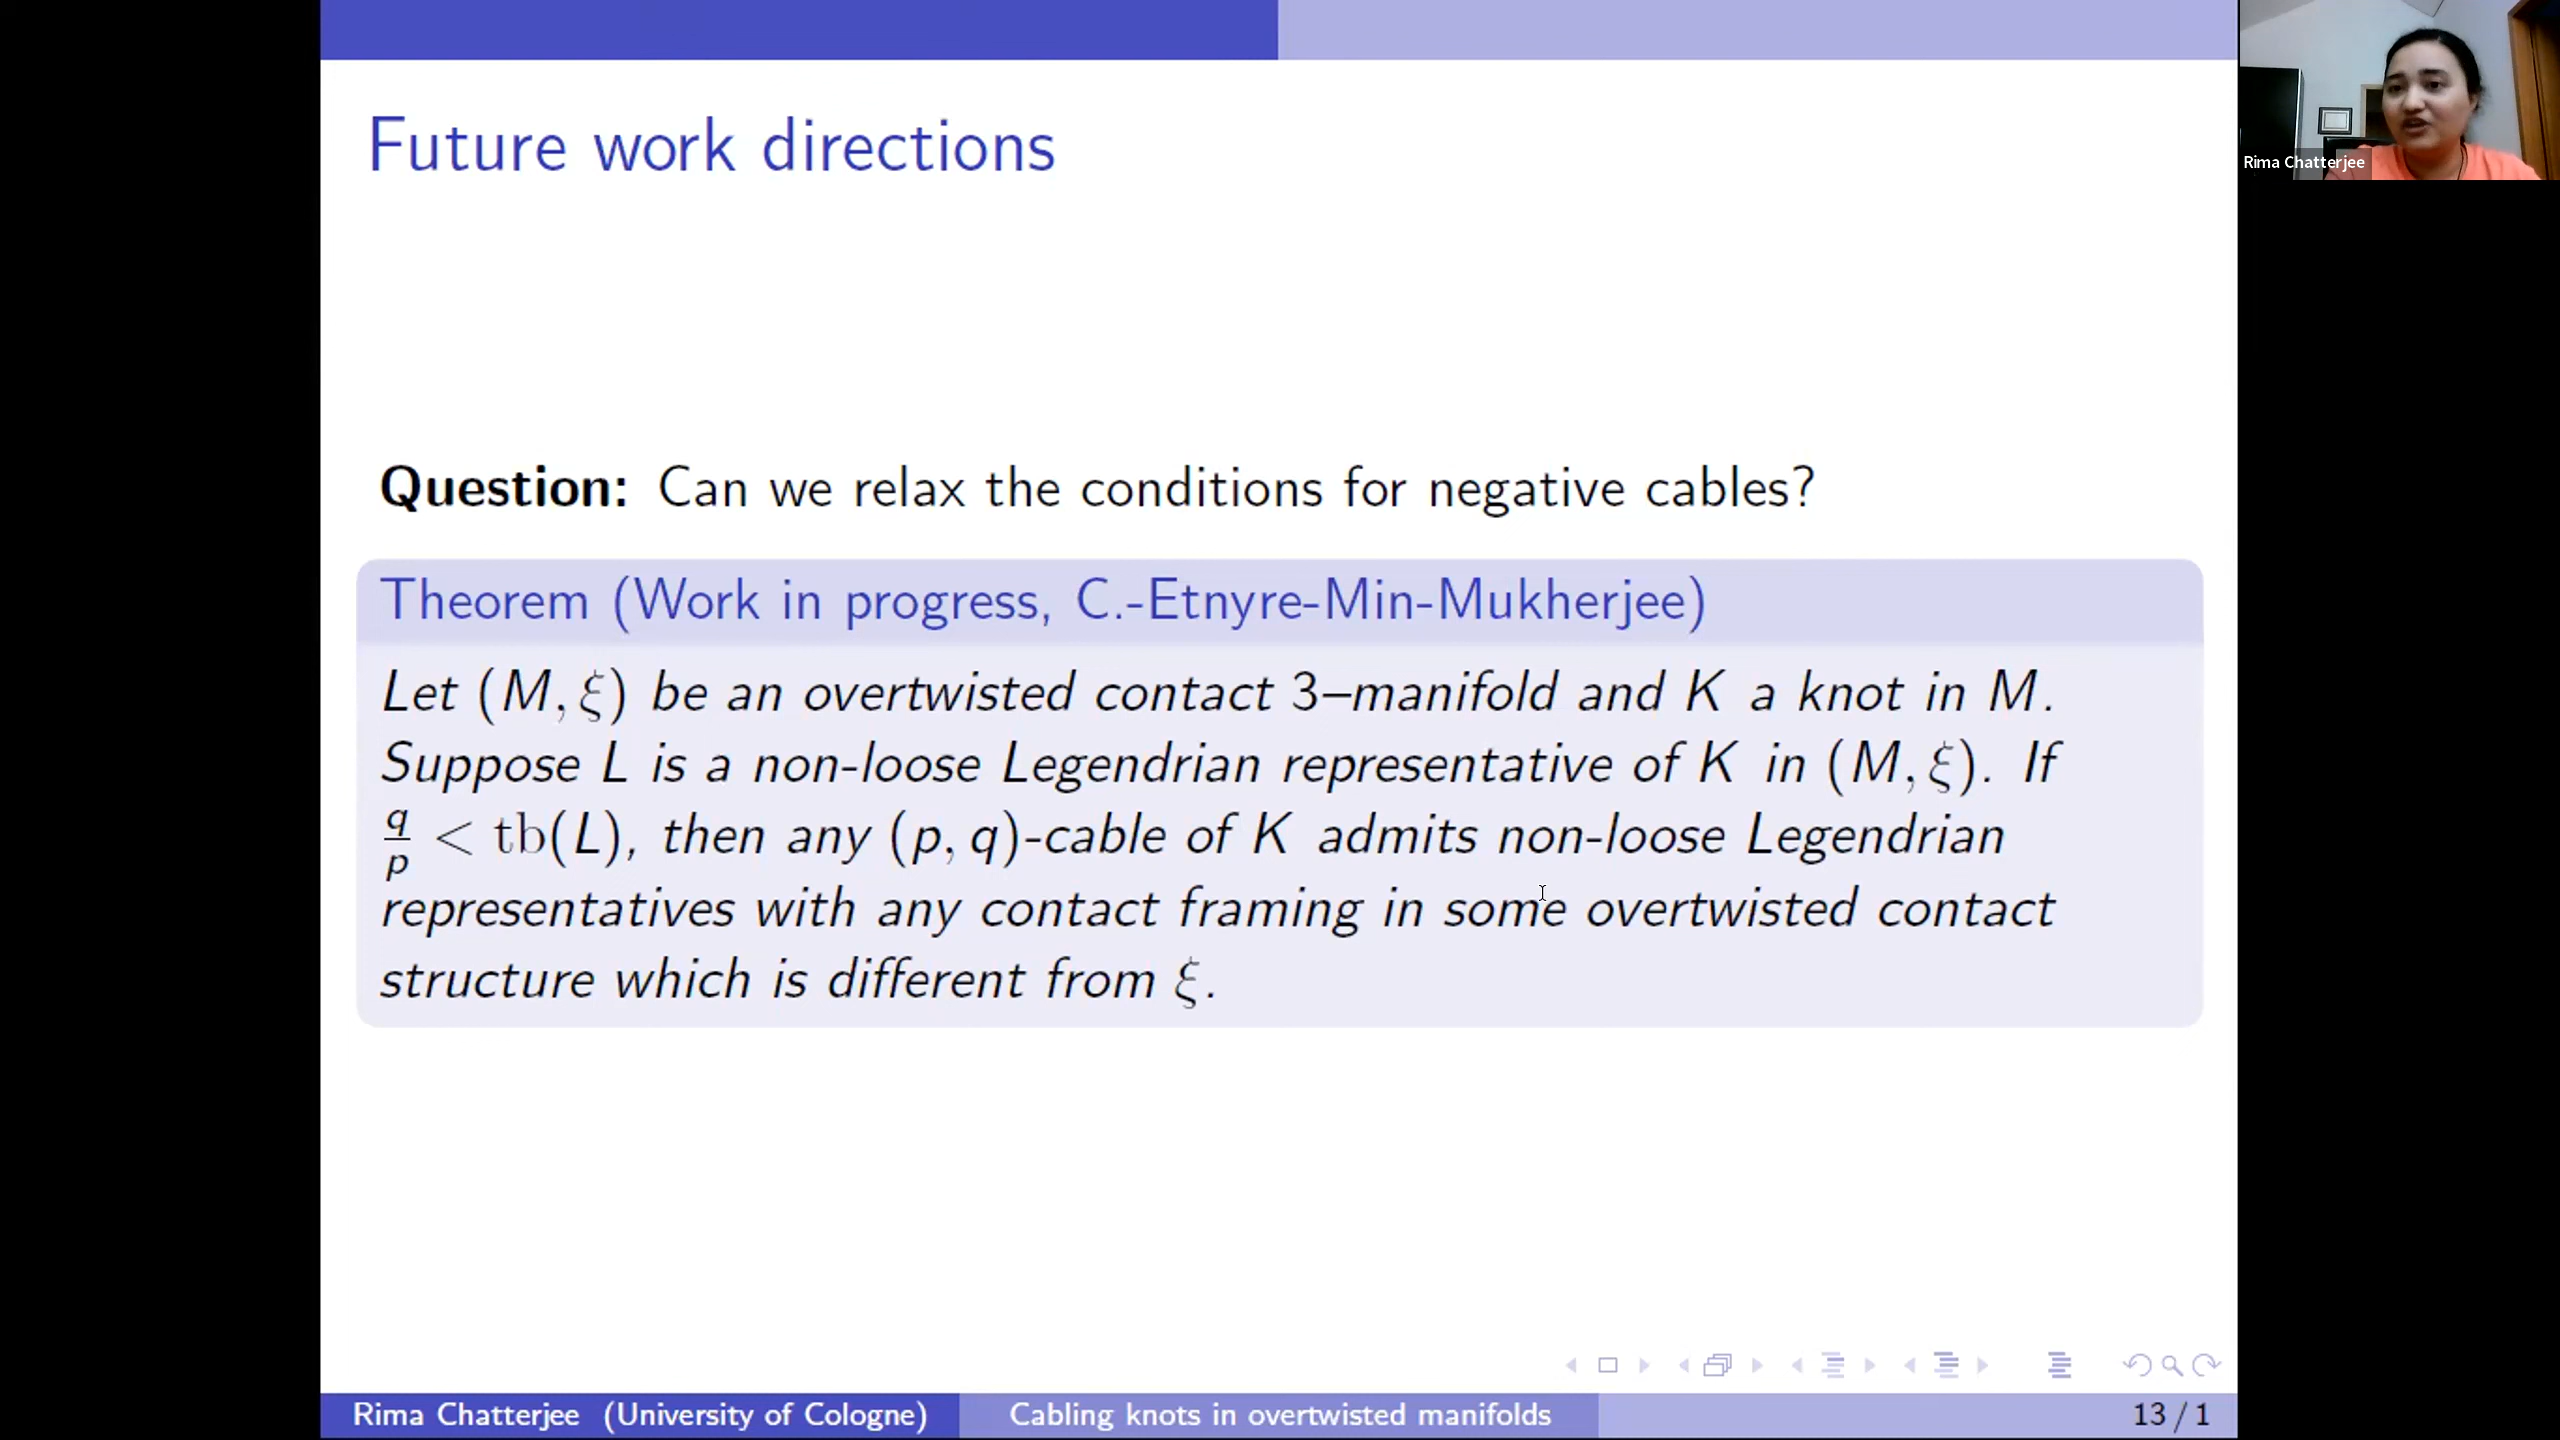 Future work directions
Rima Chatterjee
Question: Can we relax the conditions for negative cables?
Theorem (Work in progress, C.-Etnyre-Min-Mukherjee)
Let (M, ξ) be an overtwisted contact 3–manifold and K a knot in M.
Suppose L is a non-loose Legendrian representative of K in (M, ξ). If
q/p < tb(L), then any (p, q)-cable of K admits non-loose Legendrian
representatives with any contact framing in some overtwisted contact
structure which is different from ξ.
Rima Chatterjee (University of Cologne)
Cabling knots in overtwisted manifolds
13 / 1